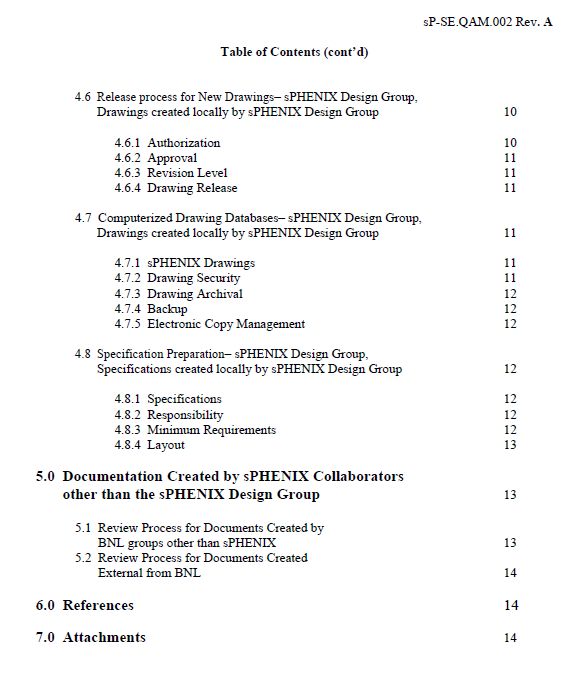 sP-SE.QAM.002 Rev. A
Table of Contents (cont’d)
4.6 Release process for New Drawings– sPHENIX Design Group,
Drawings created locally by sPHENIX Design Group 10
4.6.1 Authorization 10
4.6.2 Approval 11
4.6.3 Revision Level 11
4.6.4 Drawing Release 11
4.7 Computerized Drawing Databases– sPHENIX Design Group,
Drawings created locally by sPHENIX Design Group 11
4.7.1 sPHENIX Drawings 11
4.7.2 Drawing Security 11
4.7.3 Drawing Archival 12
4.7.4 Backup 12
4.7.5 Electronic Copy Management 12
4.8 Specification Preparation– sPHENIX Design Group,
Specifications created locally by sPHENIX Design Group 12
4.8.1 Specifications 12
4.8.2 Responsibility 12
4.8.3 Minimum Requirements 12
4.8.4 Layout 13
5.0 Documentation Created by sPHENIX Collaborators
other than the sPHENIX Design Group 13
5.1 Review Process for Documents Created by
BNL groups other than sPHENIX 13
5.2 Review Process for Documents Created
External from BNL 14
6.0 References 14
7.0 Attachments 14